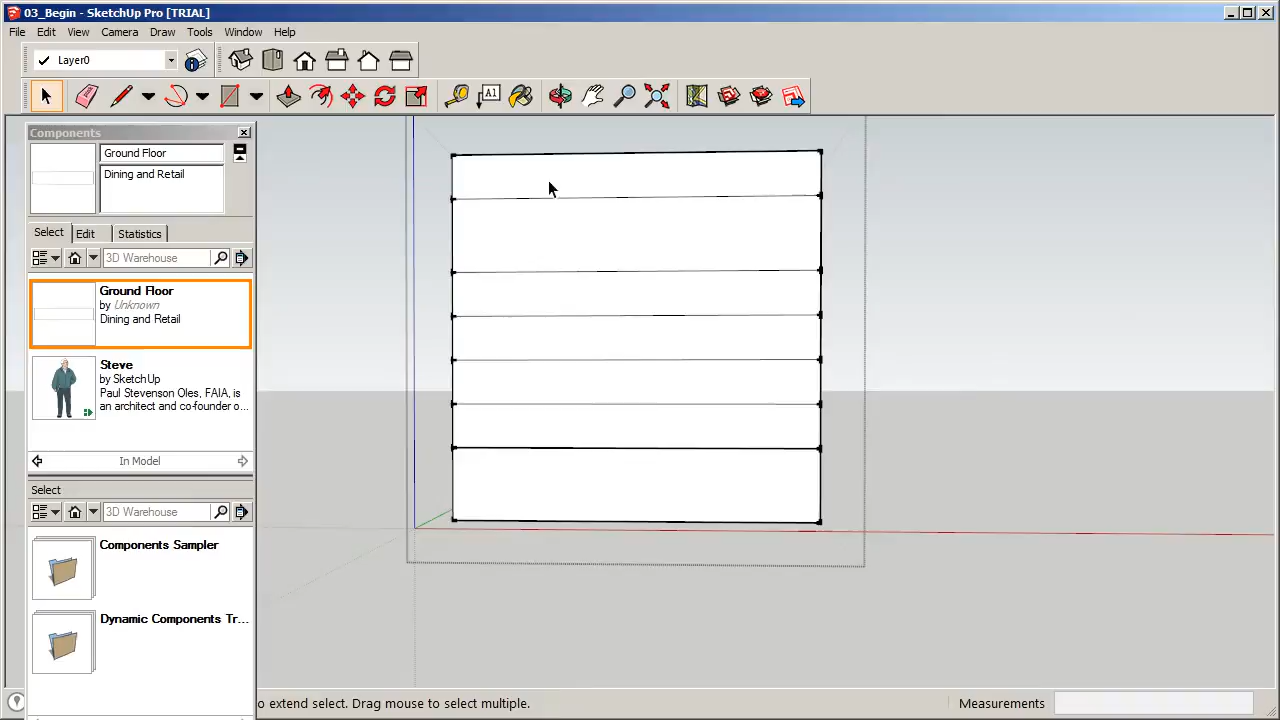 03_Begin - SketchUp Pro [TRIAL]
File Edit View Camera Draw Tools Window Help
Layer0
A1
Components
Ground Floor
Dining and Retail
Select Edit Statistics
3D Warehouse
Ground Floor
by Unknown
Dining and Retail
Steve
by SketchUp
Paul Stevenson Oles, FAIA, is
an architect and co-founder o...
In Model
Select
3D Warehouse
Components Sampler
Dynamic Components Tr...
o extend select. Drag mouse to select multiple.
Measurements